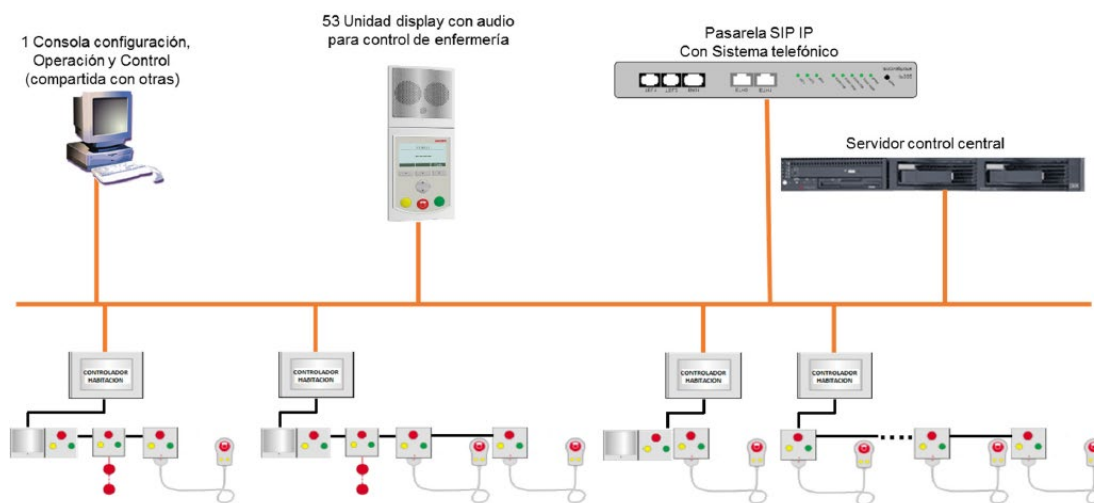 1 Consola configuración,
Operación y Control
(compartida con otras)
53 Unidad display con audio
para control de enfermería
Pasarela SIP IP
Con Sistema telefónico
Servidor control central
CONTROLADOR
HABITACION
CONTROLADOR
HABITACION
CONTROLADOR
HABITACION
CONTROLADOR
HABITACION